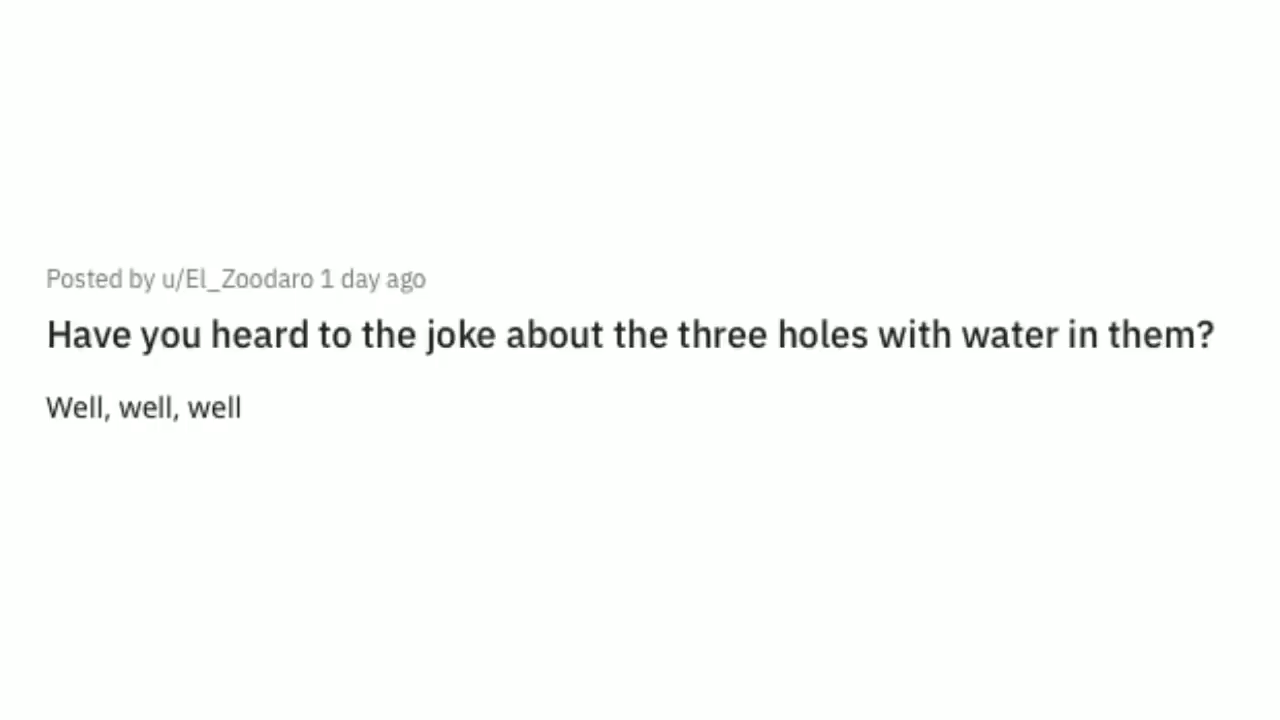 Posted by u/El_Zoodaro 1 day ago
Have you heard to the joke about the three holes with water in them?
Well, well, well